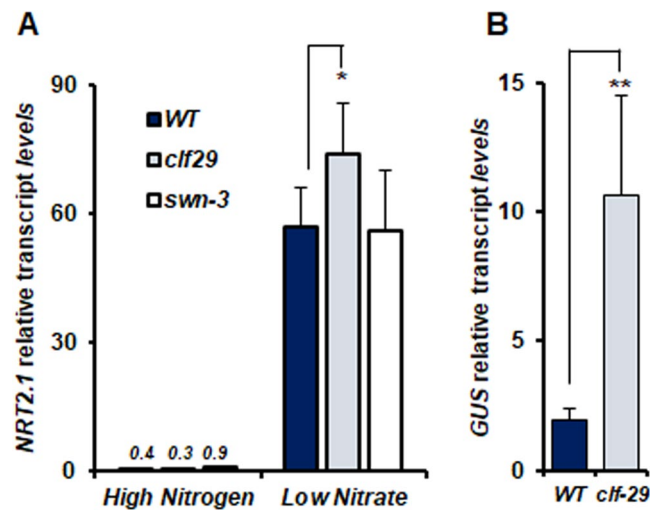 A
NRT2.1 relative transcript levels
90
60
30
0
WT
clf29
swn-3
*
0.4 0.3 0.9
High Nitrogen Low Nitrate
B
GUS relative transcript levels
15
10
5
0
**
WT clf-29